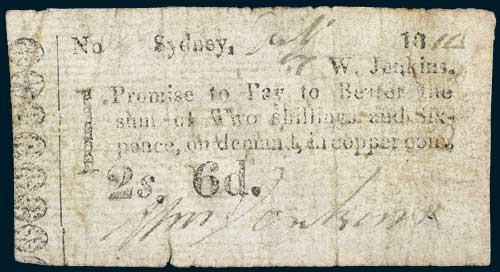 No Sydney, 18
W. Jenkins.
I Promise to Pay to Bearer the
sum of Two shillings and Six-
pence, on demand, in copper coin,
2s. 6d.
Wm Jenkins